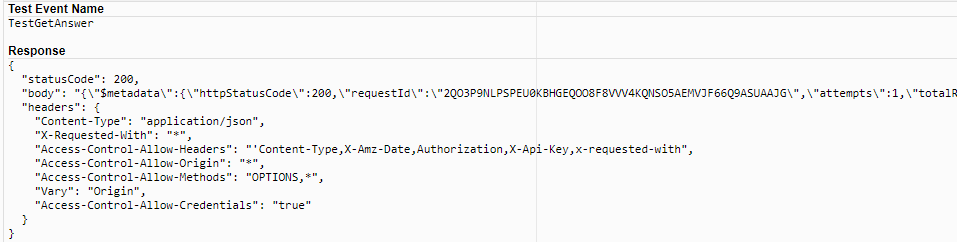 Test Event Name
TestGetAnswer
Response
{
  "statusCode": 200,
  "body": "{\"$metadata\":{\"httpStatusCode\":200,\"requestId\":\"2QO3P9NLPSPEU0KBHGEQOO8F8VVV4KQNSO5AEMVJF66Q9ASUAAJG\",\"attempts\":1,\"totalR
  "headers": {
    "Content-Type": "application/json",
    "X-Requested-With": "*",
    "Access-Control-Allow-Headers": "'Content-Type,X-Amz-Date,Authorization,X-Api-Key,x-requested-with",
    "Access-Control-Allow-Origin": "*",
    "Access-Control-Allow-Methods": "OPTIONS,*",
    "Vary": "Origin",
    "Access-Control-Allow-Credentials": "true"
  }
}